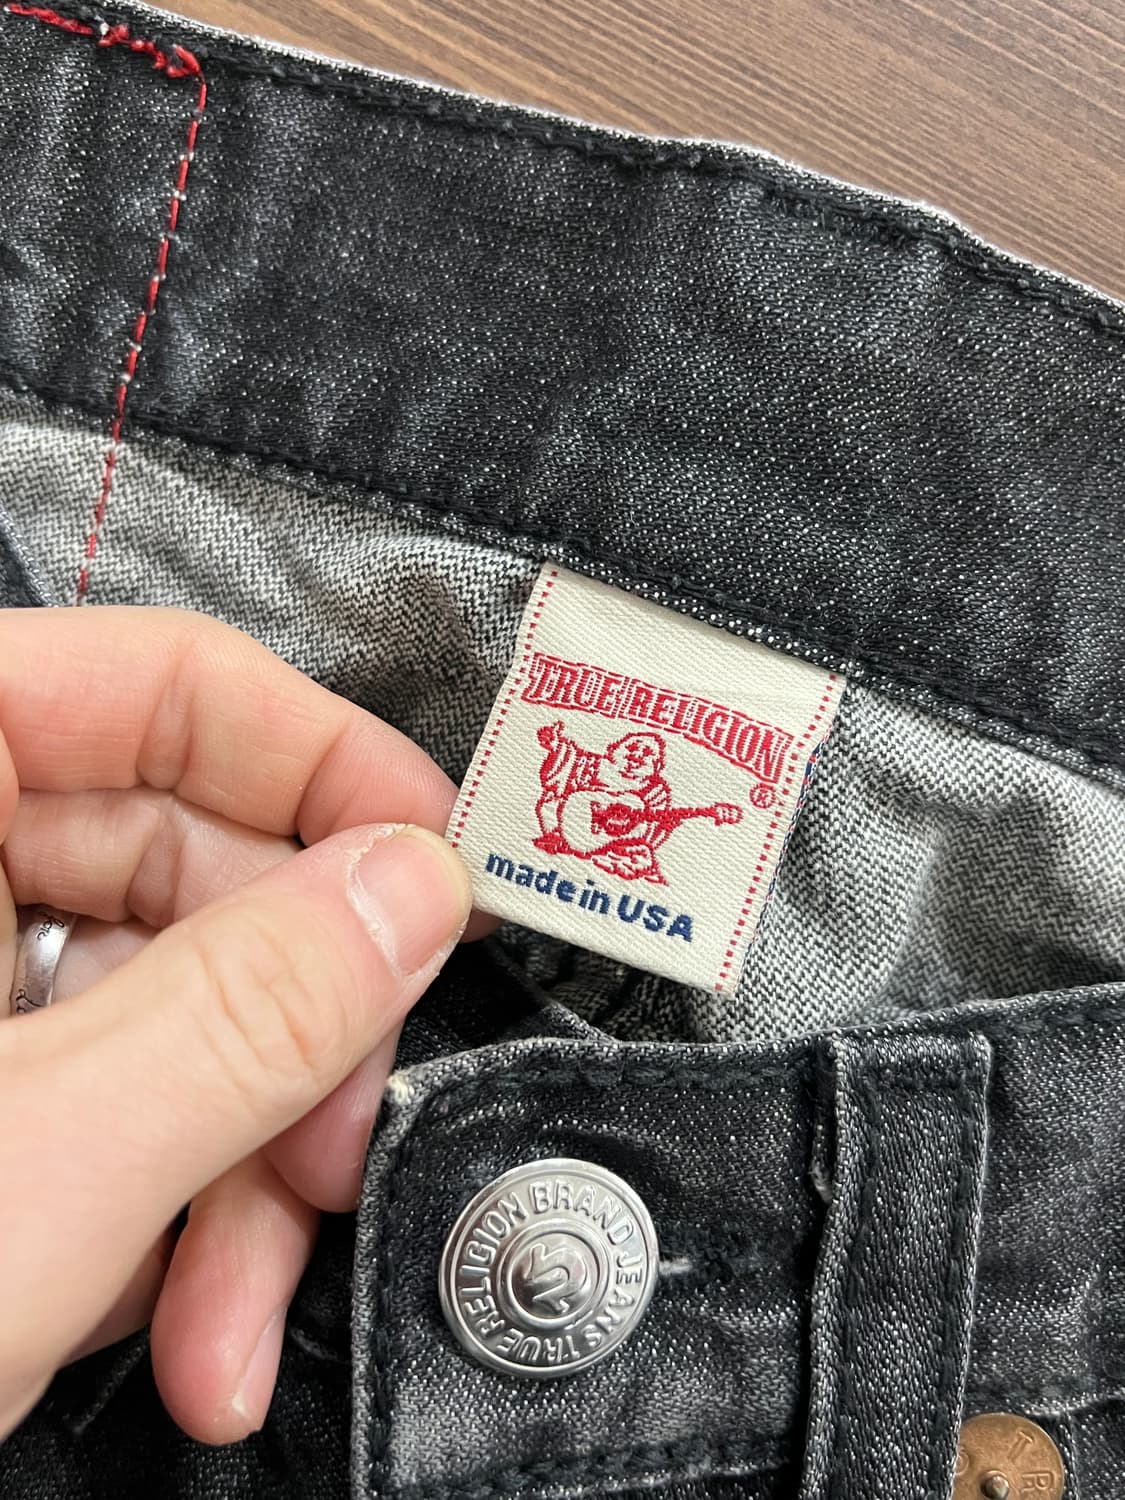 TRUE RELIGION
®
made in USA
TRUE RELIGION BRAND JEANS